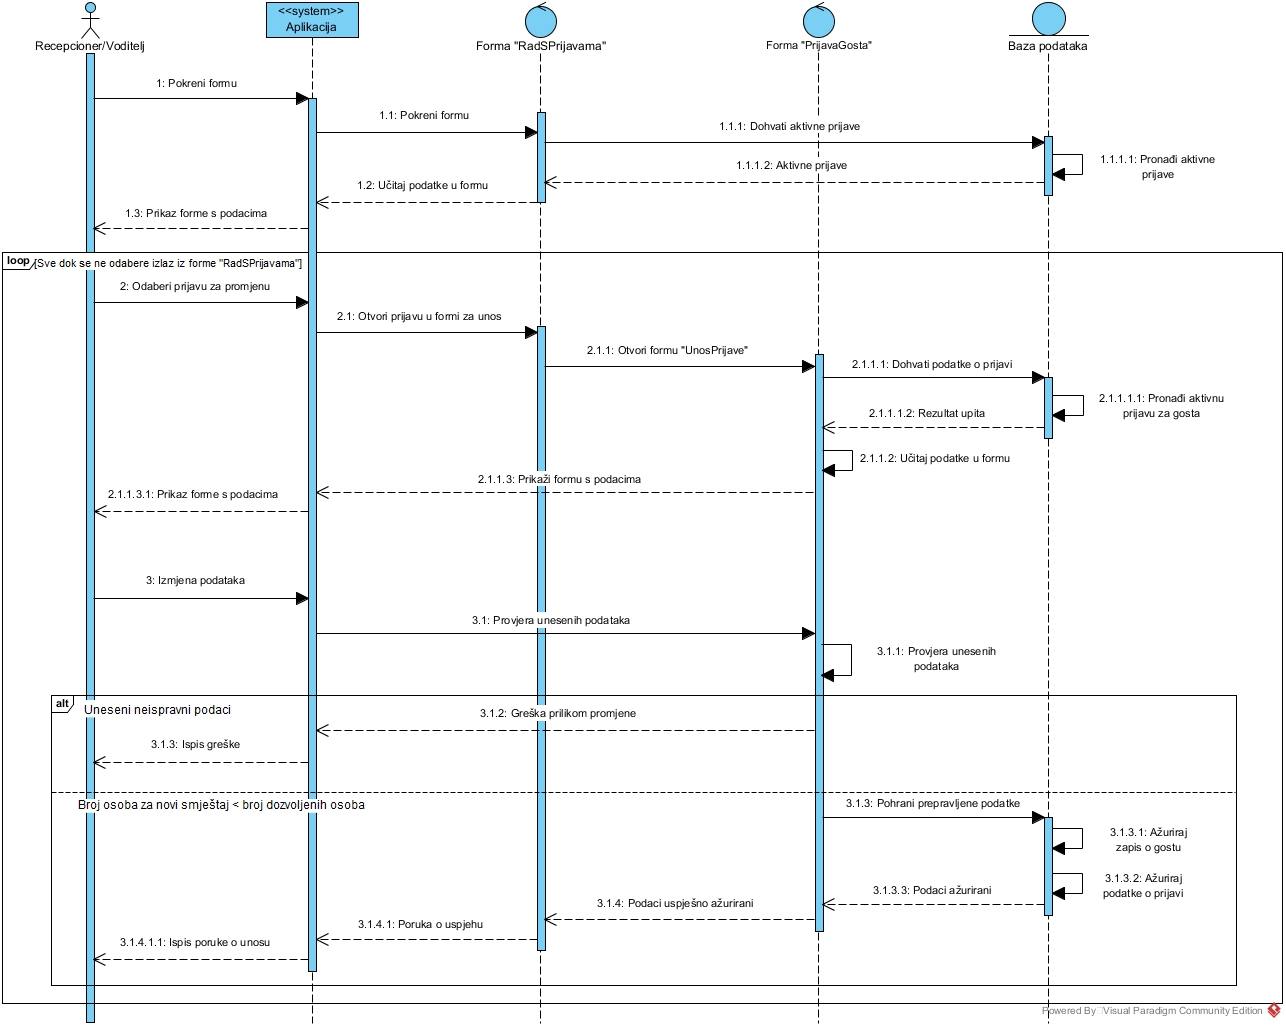 <<system>>
Aplikacija
Recepcioner/Voditelj
Forma "RadSPrijavama"
Forma "PrijavaGosta"
Baza podataka
1: Pokreni formu
1.1: Pokreni formu
1.1.1: Dohvati aktivne prijave
1.1.1.1: Pronađi aktivne
prijave
1.1.1.2: Aktivne prijave
1.2: Učitaj podatke u formu
1.3: Prikaz forme s podacima
loop
[Sve dok se ne odabere izlaz iz forme "RadSPrijavama"]
2: Odaberi prijavu za promjenu
2.1: Otvori prijavu u formi za unos
2.1.1: Otvori formu "UnosPrijave"
2.1.1.1: Dohvati podatke o prijavi
2.1.1.1.1: Pronađi aktivnu
prijavu za gosta
2.1.1.1.2: Rezultat upita
2.1.1.2: Učitaj podatke u formu
2.1.1.3: Prikaži formu s podacima
2.1.1.3.1: Prikaz forme s podacima
3: Izmjena podataka
3.1: Provjera unesenih podataka
3.1.1: Provjera unesenih
podataka
alt
Uneseni neispravni podaci
3.1.2: Greška prilikom promjene
3.1.3: Ispis greške
Broj osoba za novi smještaj < broj dozvoljenih osoba
3.1.3: Pohrani prepravljene podatke
3.1.3.1: Ažuriraj
zapis o gostu
3.1.3.2: Ažuriraj
podatke o prijavi
3.1.3.3: Podaci ažurirani
3.1.4: Podaci uspješno ažurirani
3.1.4.1: Poruka o uspjehu
3.1.4.1.1: Ispis poruke o unosu
Powered By Visual Paradigm Community Edition